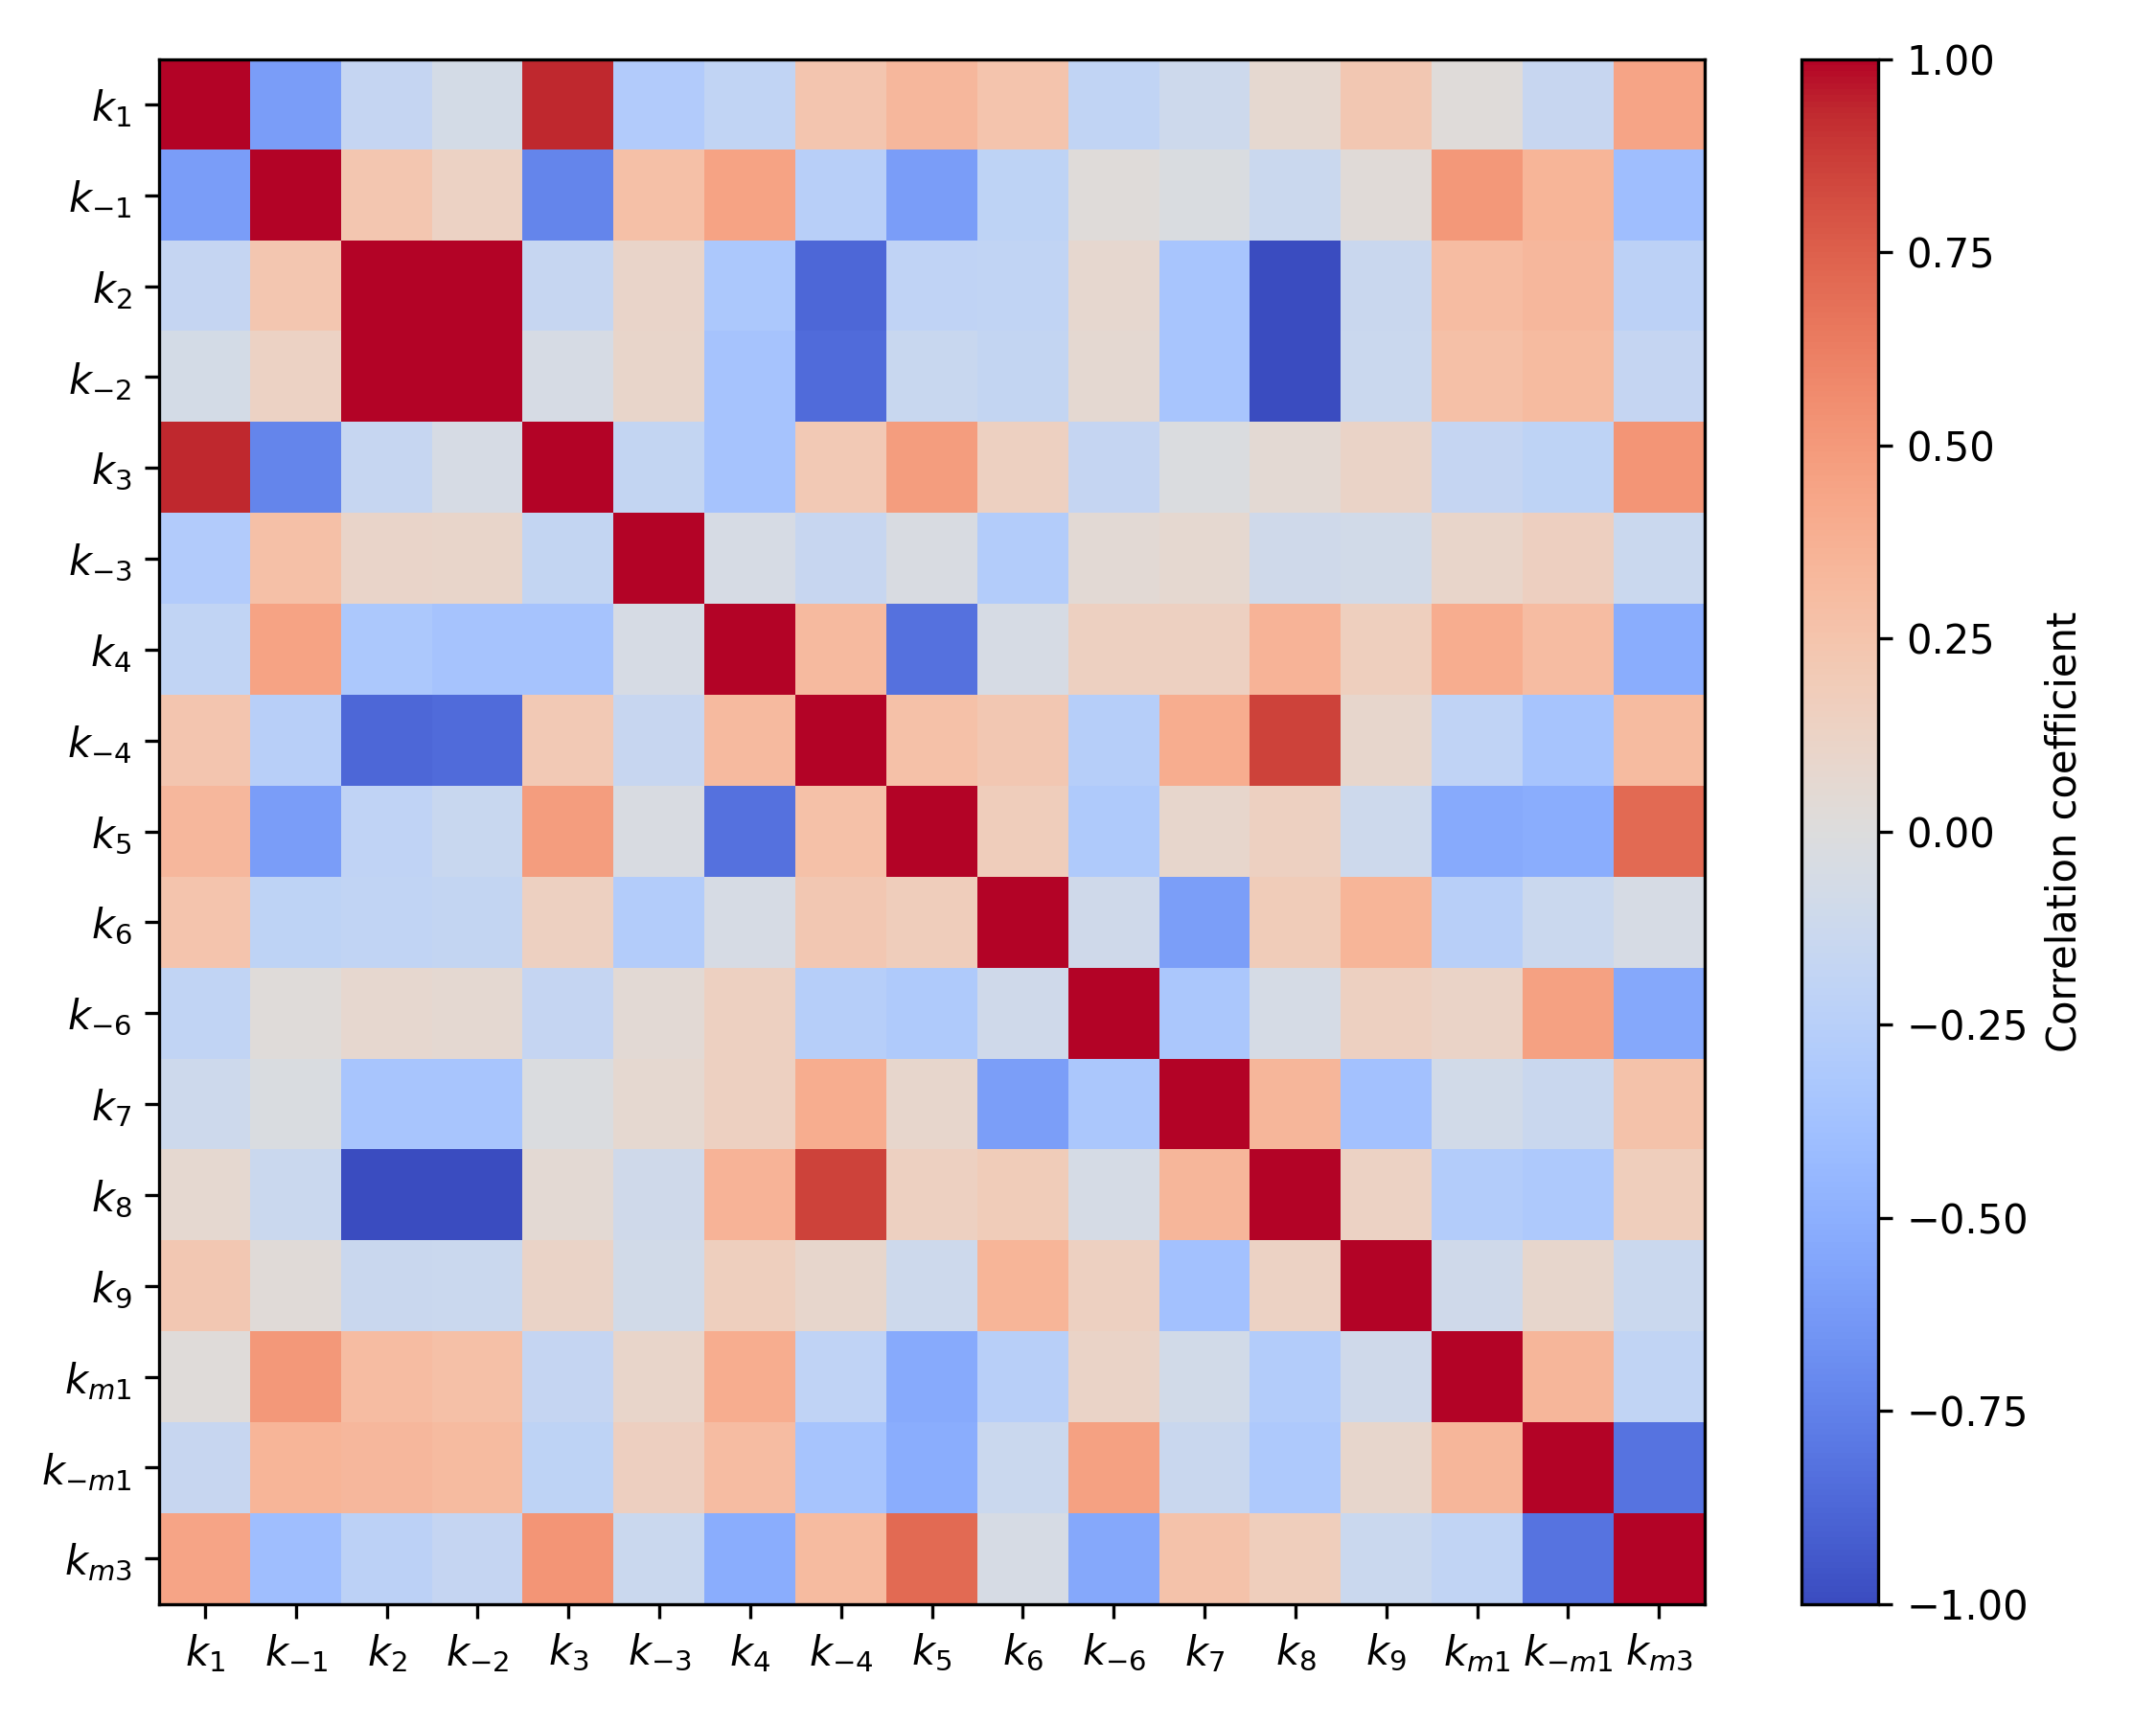 k₁
k₋₁
k₂
k₋₂
k₃
k₋₃
k₄
k₋₄
k₅
k₆
k₋₆
k₇
k₈
k₉
kₘ₁
k₋ₘ₁
kₘ₃
k₁ k₋₁ k₂ k₋₂ k₃ k₋₃ k₄ k₋₄ k₅ k₆ k₋₆ k₇ k₈ k₉ kₘ₁ k₋ₘ₁ kₘ₃
1.00
0.75
0.50
0.25
0.00
−0.25
−0.50
−0.75
−1.00
Correlation coefficient